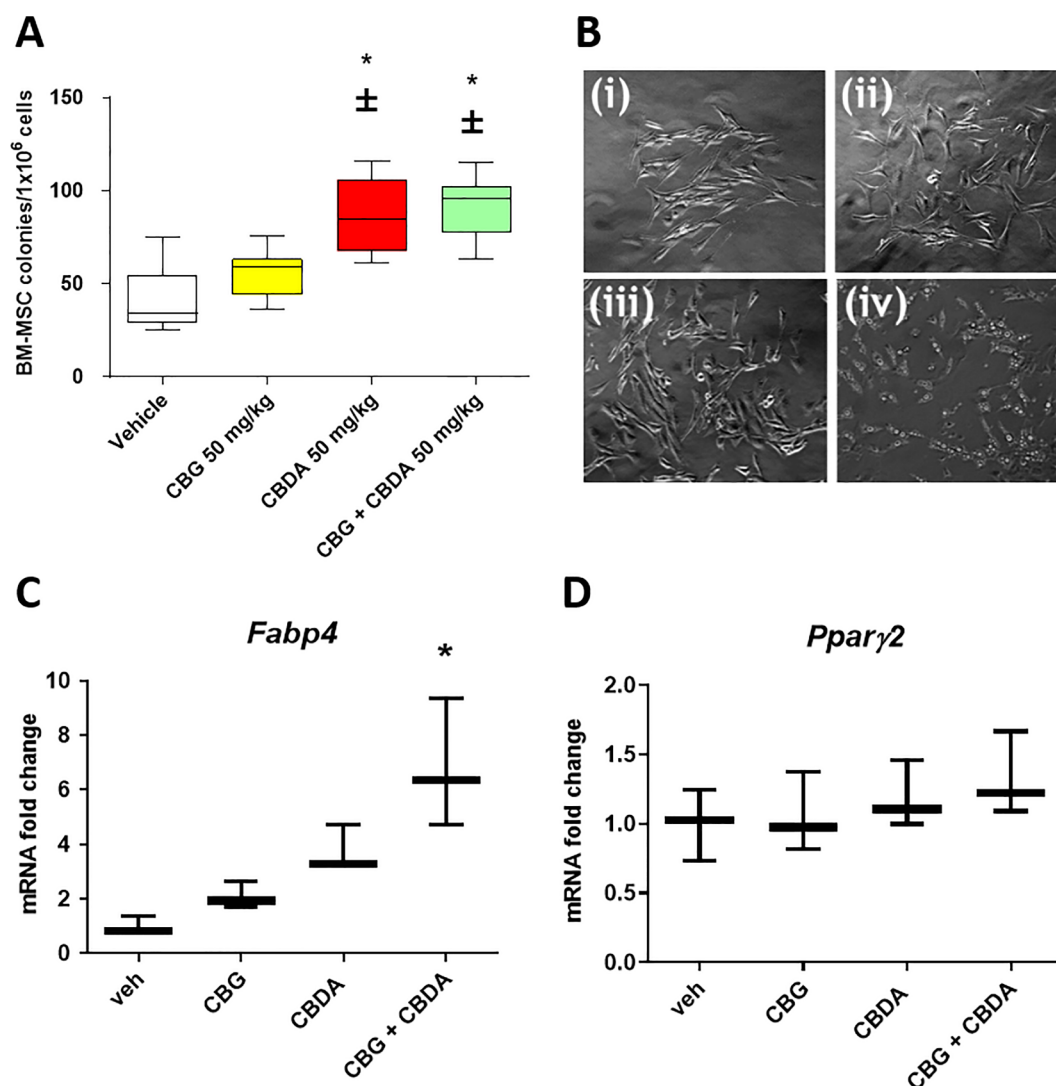 A
BM-MSC colonies/1x10⁶ cells
150
100
50
0
*
‡
*
‡
Vehicle
CBG 50 mg/kg
CBDA 50 mg/kg
CBG + CBDA 50 mg/kg
B
(i)
(ii)
(iii)
(iv)
C
Fabp4
*
mRNA fold change
10
8
6
4
2
0
veh
CBG
CBDA
CBG + CBDA
D
Pparγ2
mRNA fold change
2.0
1.5
1.0
0.5
0.0
veh
CBG
CBDA
CBG + CBDA